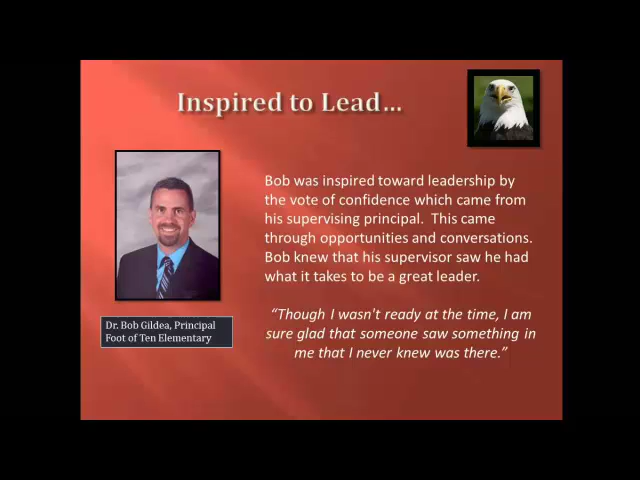 Inspired to Lead…
Bob was inspired toward leadership by
the vote of confidence which came from
his supervising principal.  This came
through opportunities and conversations.
Bob knew that his supervisor saw he had
what it takes to be a great leader.
“Though I wasn't ready at the time, I am
sure glad that someone saw something in
me that I never knew was there.”
Dr. Bob Gildea, Principal
Foot of Ten Elementary